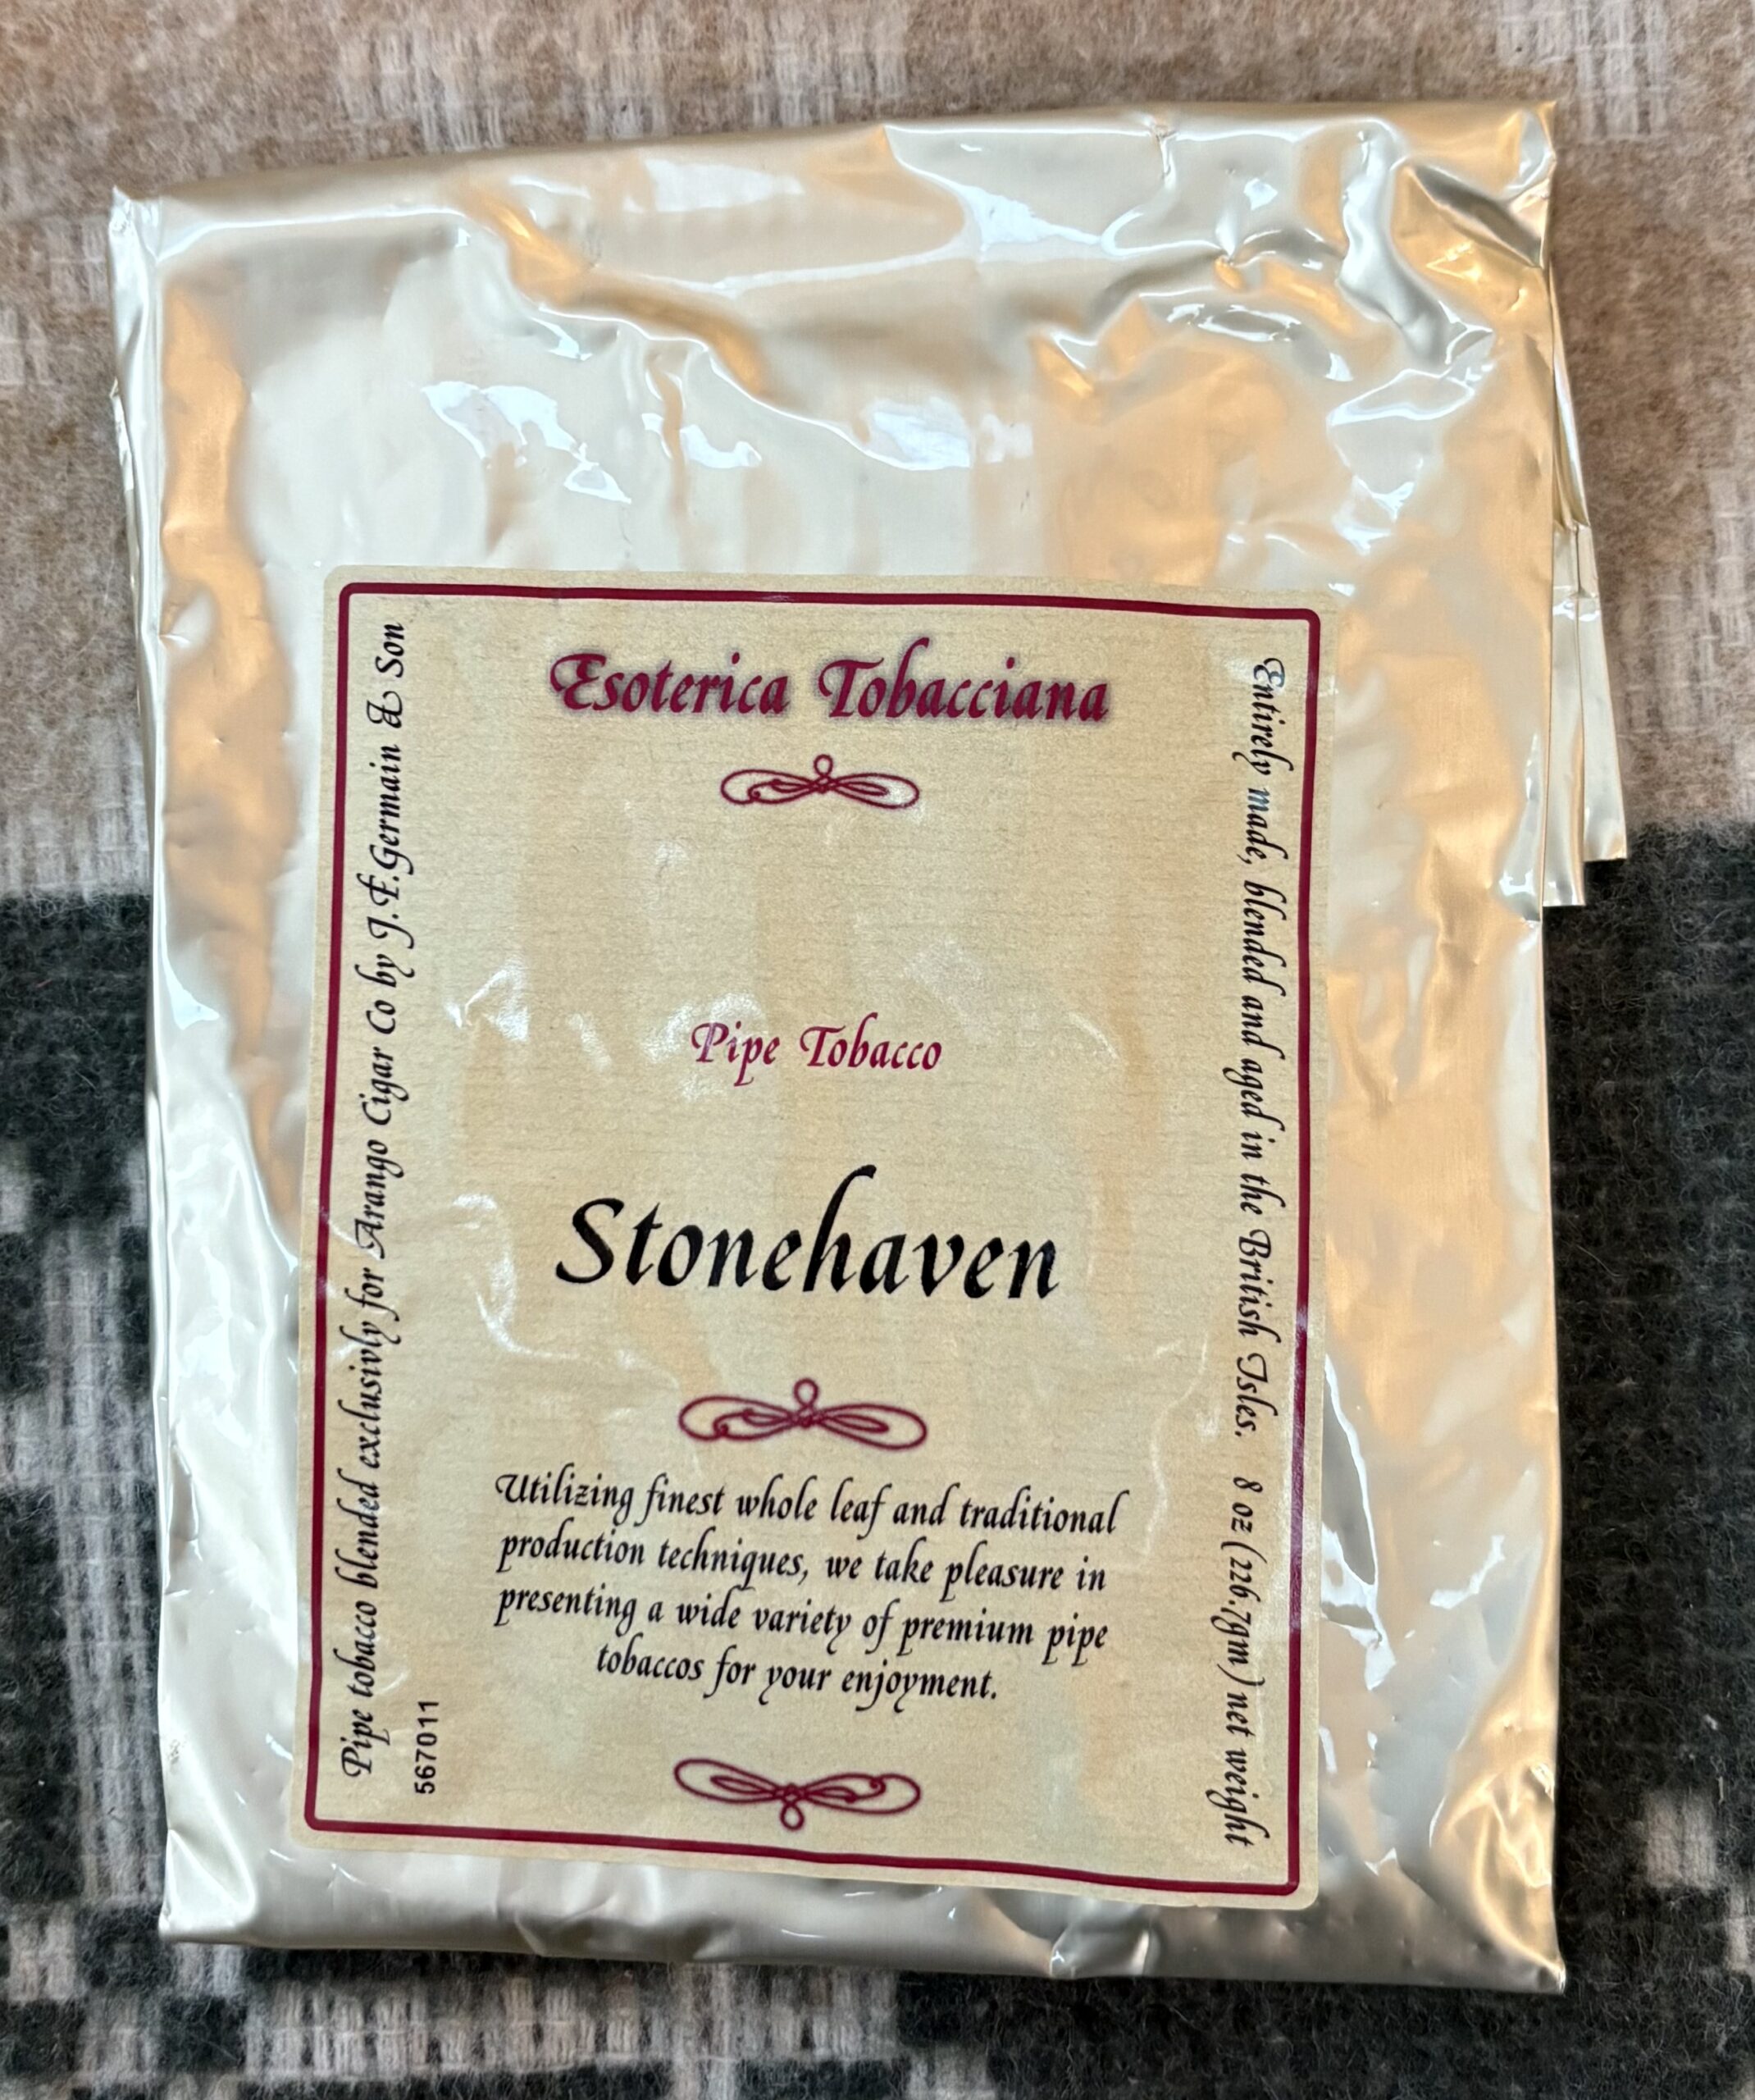 Esoterica Tobacciana
Pipe Tobacco
Stonehaven
Utilizing finest whole leaf and traditional
production techniques, we take pleasure in
presenting a wide variety of premium pipe
tobaccos for your enjoyment.
Pipe tobacco blended exclusivly for Arango Cigar Co by J.F.Germain & Son
567011
Entirely made, blended and aged in the British Isles. 8 oz (226.7gm) net weight